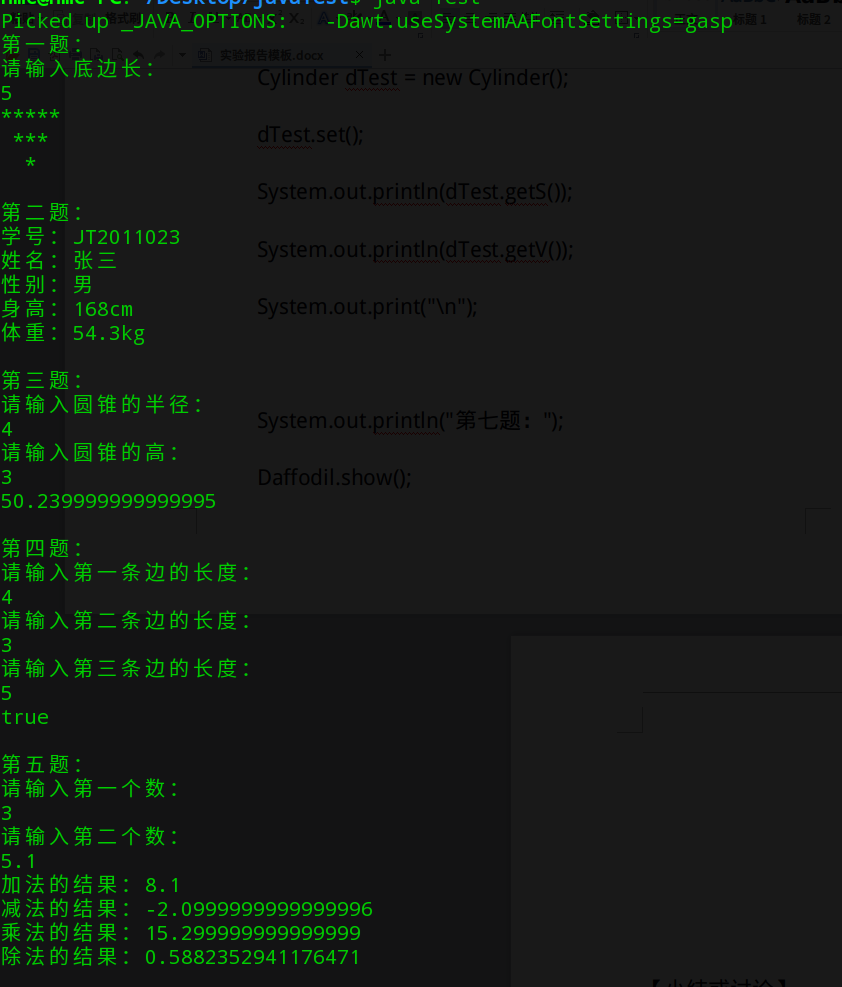 Picked up _JAVA_OPTIONS:   -Dawt.useSystemAAFontSettings=gasp
第一题：
请输入底边长：
5
*****
 ***
  *
第二题：
学号：JT2011023
姓名：张三
性别：男
身高：168cm
体重：54.3kg
第三题：
请输入圆锥的半径：
4
请输入圆锥的高：
3
50.239999999999995
第四题：
请输入第一条边的长度：
4
请输入第二条边的长度：
3
请输入第三条边的长度：
5
true
第五题：
请输入第一个数：
3
请输入第二个数：
5.1
加法的结果：8.1
减法的结果：-2.0999999999999996
乘法的结果：15.299999999999999
除法的结果：0.5882352941176471
标题 1
标题 2
实验报告模板.docx
Cylinder dTest = new Cylinder();
dTest.set();
System.out.println(dTest.getS());
System.out.println(dTest.getV());
System.out.print("\n");
System.out.println("第七题：");
Daffodil.show();